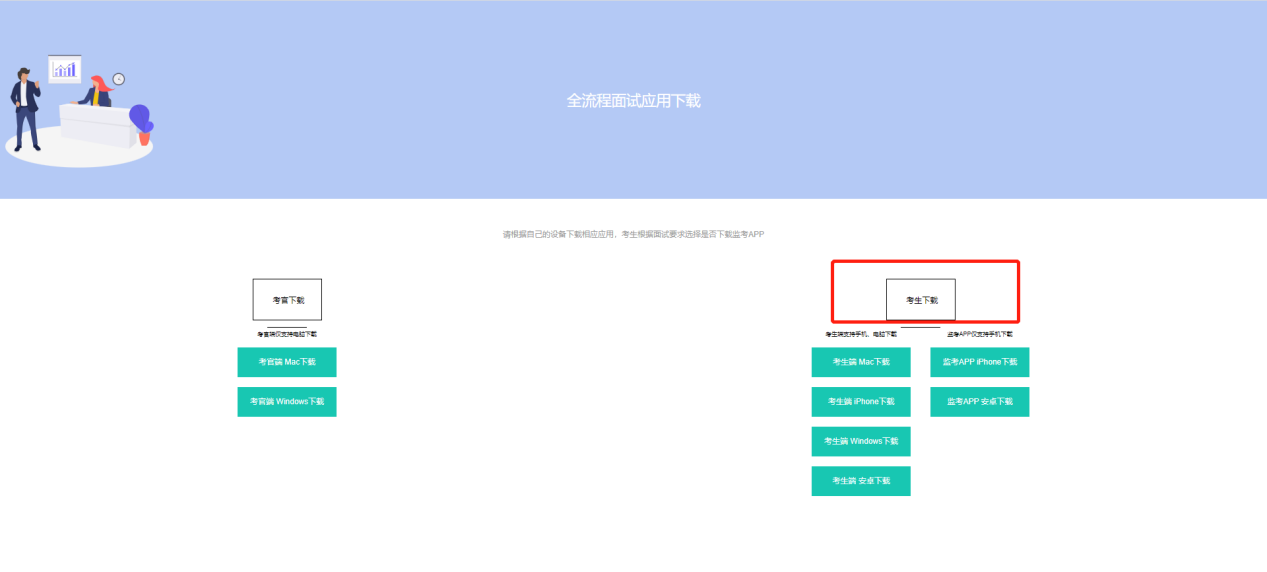 全流程面试应用下载
请根据自己的设备下载相应应用，考生根据面试要求选择是否下载监考APP
考官下载
考官端仅支持电脑下载
考官端 Mac下载
考官端 Windows下载
考生下载
考生端支持手机、电脑下载
监考APP仅支持手机下载
考生端 Mac下载
监考APP iPhone下载
考生端 iPhone下载
监考APP 安卓下载
考生端 Windows下载
考生端 安卓下载